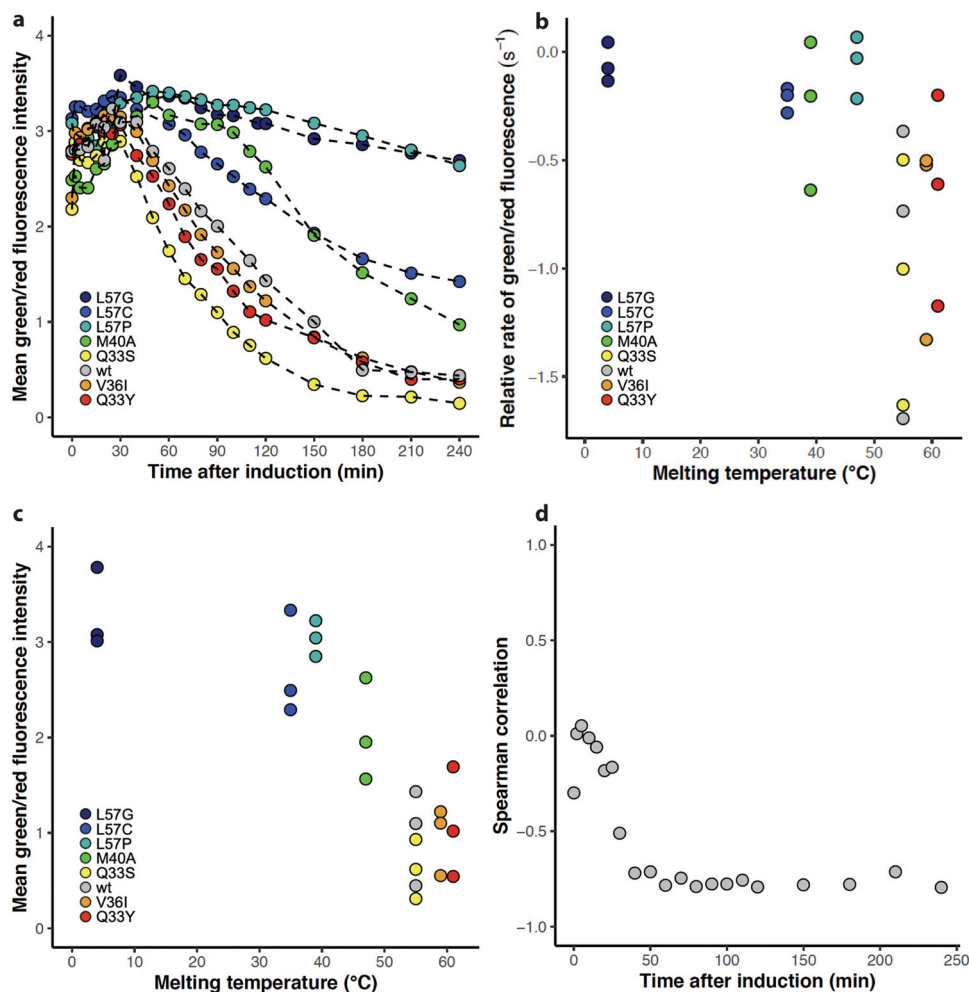 a
Mean green/red fluorescence intensity
4
3
2
1
0
L57G
L57C
L57P
M40A
Q33S
wt
V36I
Q33Y
0 30 60 90 120 150 180 210 240
Time after induction (min)
b
Relative rate of green/red fluorescence (s⁻¹)
0.0
−0.5
−1.0
−1.5
L57G
L57C
L57P
M40A
Q33S
wt
V36I
Q33Y
0 10 20 30 40 50 60
Melting temperature (°C)
c
Mean green/red fluorescence intensity
4
3
2
1
0
L57G
L57C
L57P
M40A
Q33S
wt
V36I
Q33Y
0 10 20 30 40 50 60
Melting temperature (°C)
d
Spearman correlation
1.0
0.5
0.0
−0.5
−1.0
0 50 100 150 200 250
Time after induction (min)